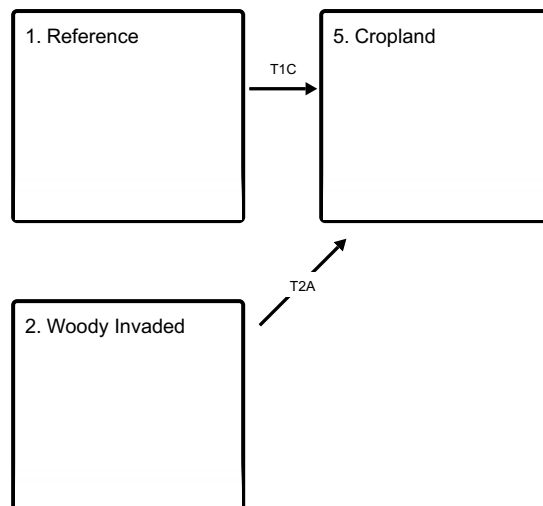 1. Reference
5. Cropland
T1C
T2A
2. Woody Invaded